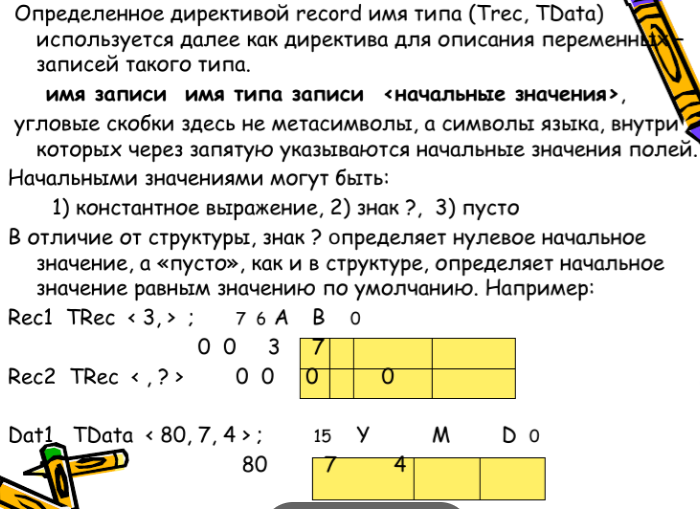 Определенное директивой record имя типа (Trec, TData)
используется далее как директива для описания переменных –
записей такого типа.
имя записи имя типа записи <начальные значения>,
угловые скобки здесь не метасимволы, а символы языка, внутри
которых через запятую указываются начальные значения полей.
Начальными значениями могут быть:
1) константное выражение, 2) знак ?, 3) пусто
В отличие от структуры, знак ? определяет нулевое начальное
значение, а «пусто», как и в структуре, определяет начальное
значение равным значению по умолчанию. Например:
Rec1 TRec < 3, > ; 7 6 A B 0
0 0 3 7
Rec2 TRec < , ? > 0 0 0 0
Dat1 TData < 80, 7, 4 > ; 15 Y M D 0
80 7 4